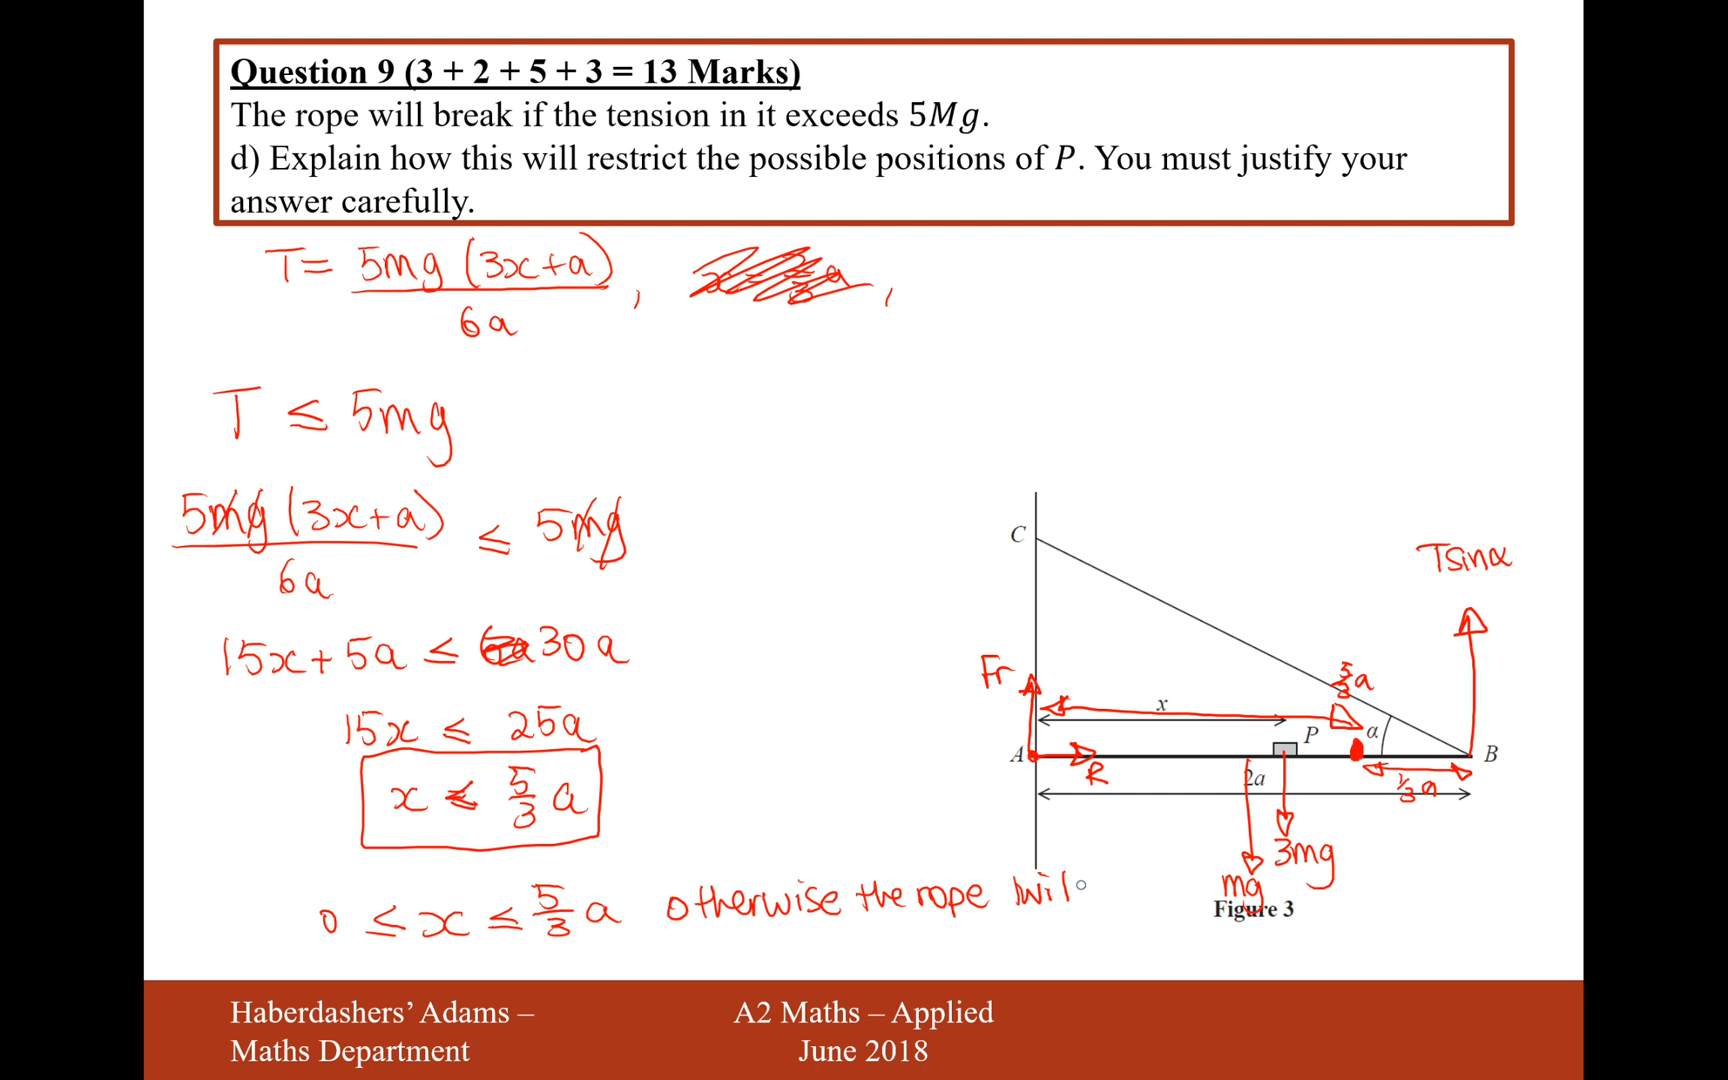 Question 9 (3 + 2 + 5 + 3 = 13 Marks)
The rope will break if the tension in it exceeds 5Mg.
d) Explain how this will restrict the possible positions of P. You must justify your
answer carefully.
T = 5mg (3x+a) / 6a , ,
T ≤ 5mg
5mg (3x+a) / 6a ≤ 5mg
15x + 5a ≤ 30a
15x ≤ 25a
x ≤ 5/3 a
0 ≤ x ≤ 5/3 a otherwise the rope wil
C
Tsinα
Fr
5/3 a
x
P
α
A
R
B
2a
1/3 a
3mg
mg
Figure 3
Haberdashers' Adams –
Maths Department
A2 Maths – Applied
June 2018